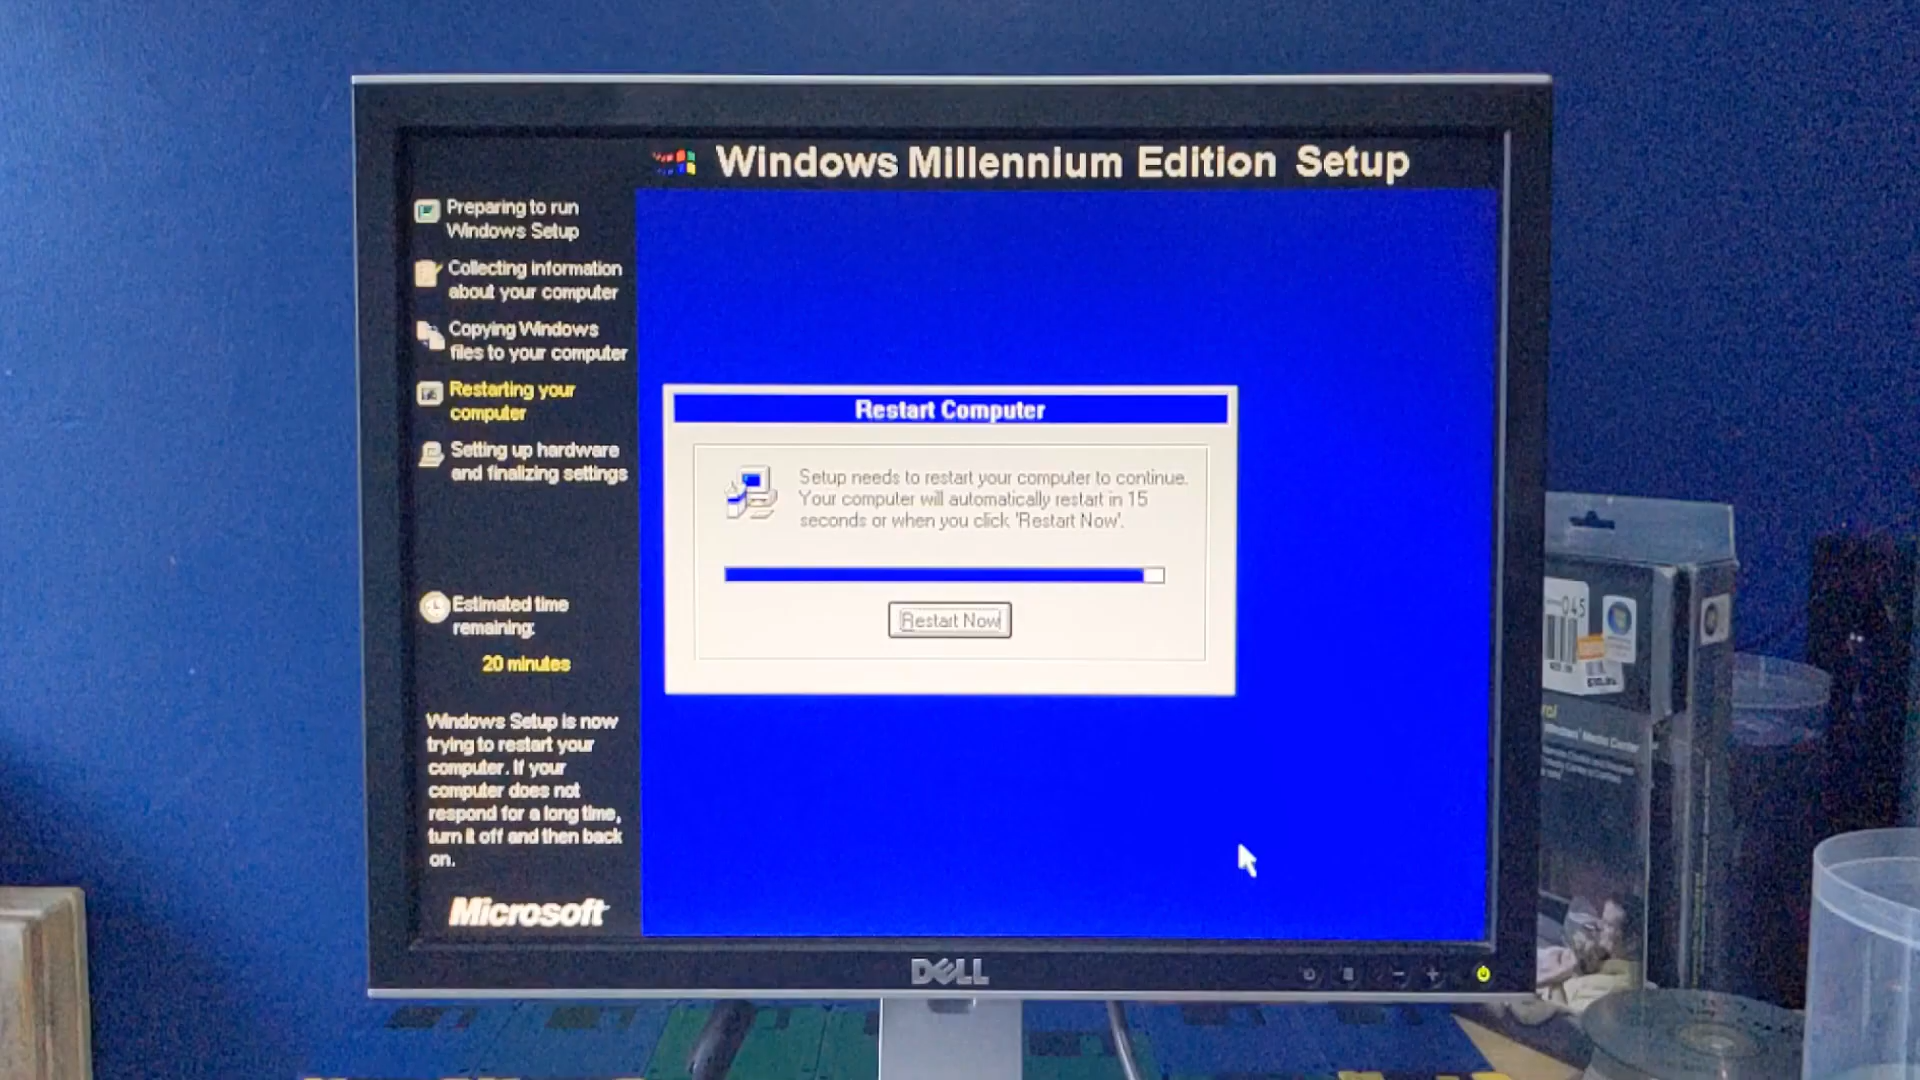 Windows Millennium Edition Setup
Preparing to run
Windows Setup
Collecting information
about your computer
Copying Windows
files to your computer
Restarting your
computer
Setting up hardware
and finalizing settings
Estimated time
remaining:
20 minutes
Windows Setup is now
trying to restart your
computer. If your
computer does not
respond for a long time,
turn it off and then back
on.
Microsoft
Restart Computer
Setup needs to restart your computer to continue.
Your computer will automatically restart in 15
seconds or when you click 'Restart Now'.
Restart Now
DELL
045
Windows Media Center